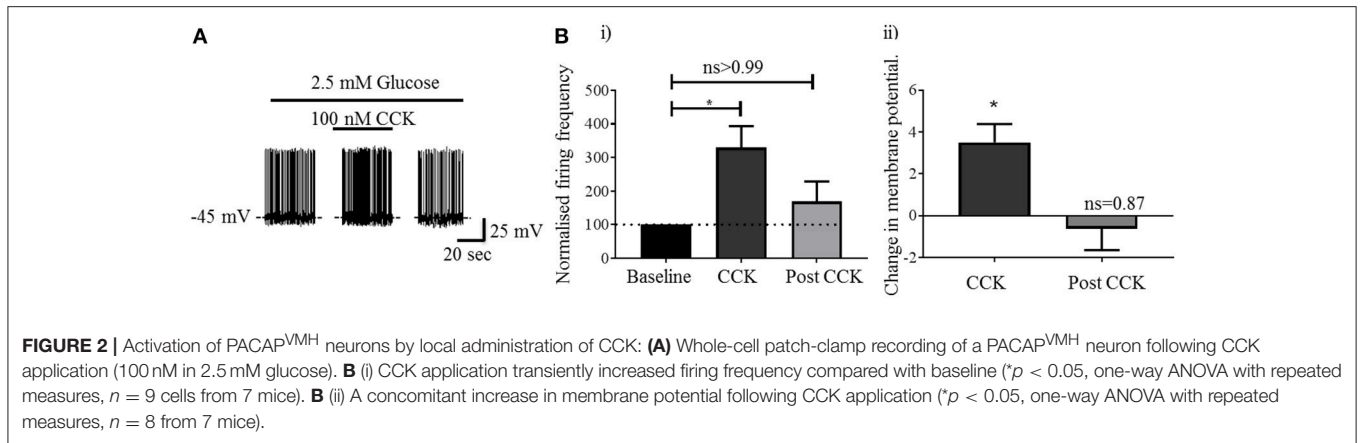 A
2.5 mM Glucose
100 nM CCK
-45 mV
25 mV
20 sec
B
i)
Normalised firing frequency
500
400
300
200
100
0
ns>0.99
*
Baseline CCK Post CCK
ii)
Change in membrane potential.
6
4
2
0
-2
*
ns=0.87
CCK Post CCK
FIGURE 2 | Activation of PACAP^VMH neurons by local administration of CCK: (A) Whole-cell patch-clamp recording of a PACAP^VMH neuron following CCK
application (100 nM in 2.5 mM glucose). B (i) CCK application transiently increased firing frequency compared with baseline (*p < 0.05, one-way ANOVA with repeated
measures, n = 9 cells from 7 mice). B (ii) A concomitant increase in membrane potential following CCK application (*p < 0.05, one-way ANOVA with repeated
measures, n = 8 from 7 mice).